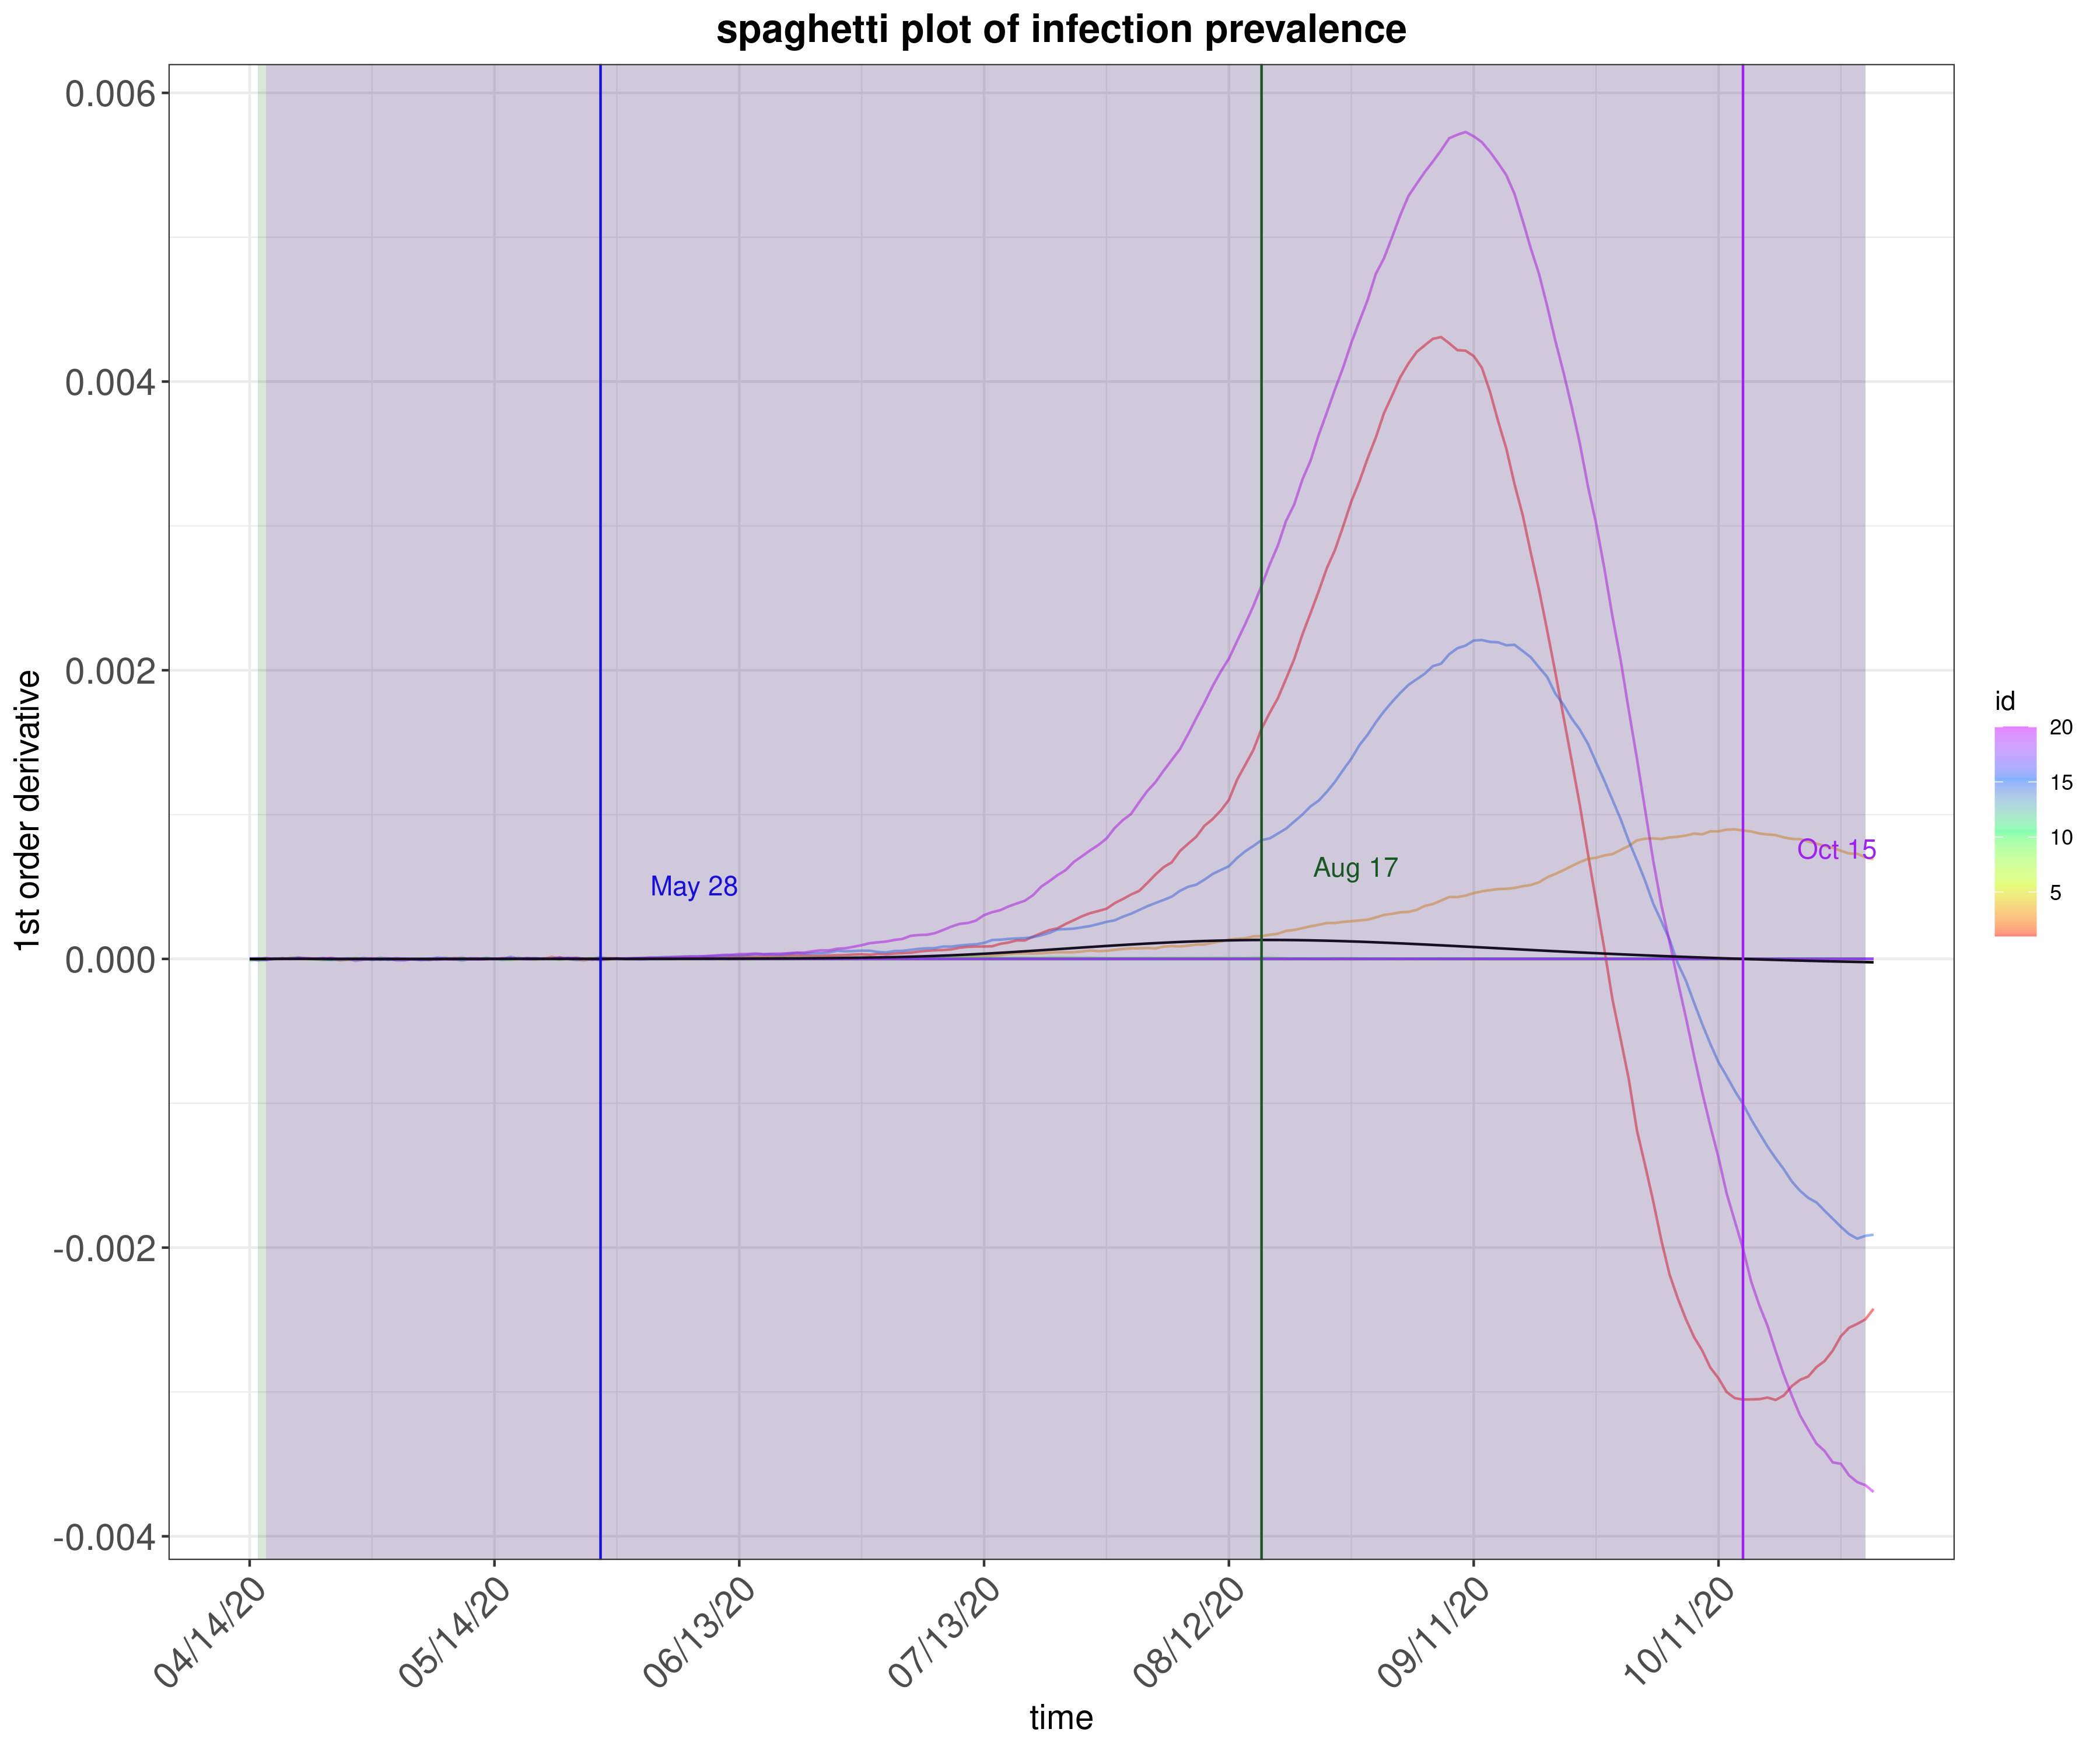 spaghetti plot of infection prevalence
1st order derivative
0.006
0.004
0.002
0.000
-0.002
-0.004
May 28
Aug 17
Oct 15
id
20
15
10
5
04/14/20
05/14/20
06/13/20
07/13/20
08/12/20
09/11/20
10/11/20
time